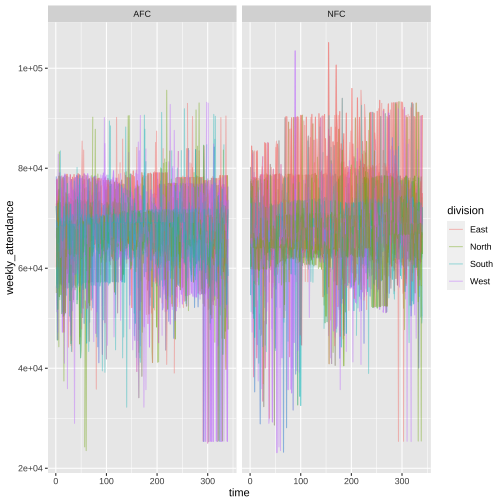 AFC
NFC
1e+05
8e+04
6e+04
4e+04
2e+04
weekly_attendance
0
100
200
300
0
100
200
300
time
division
East
North
South
West